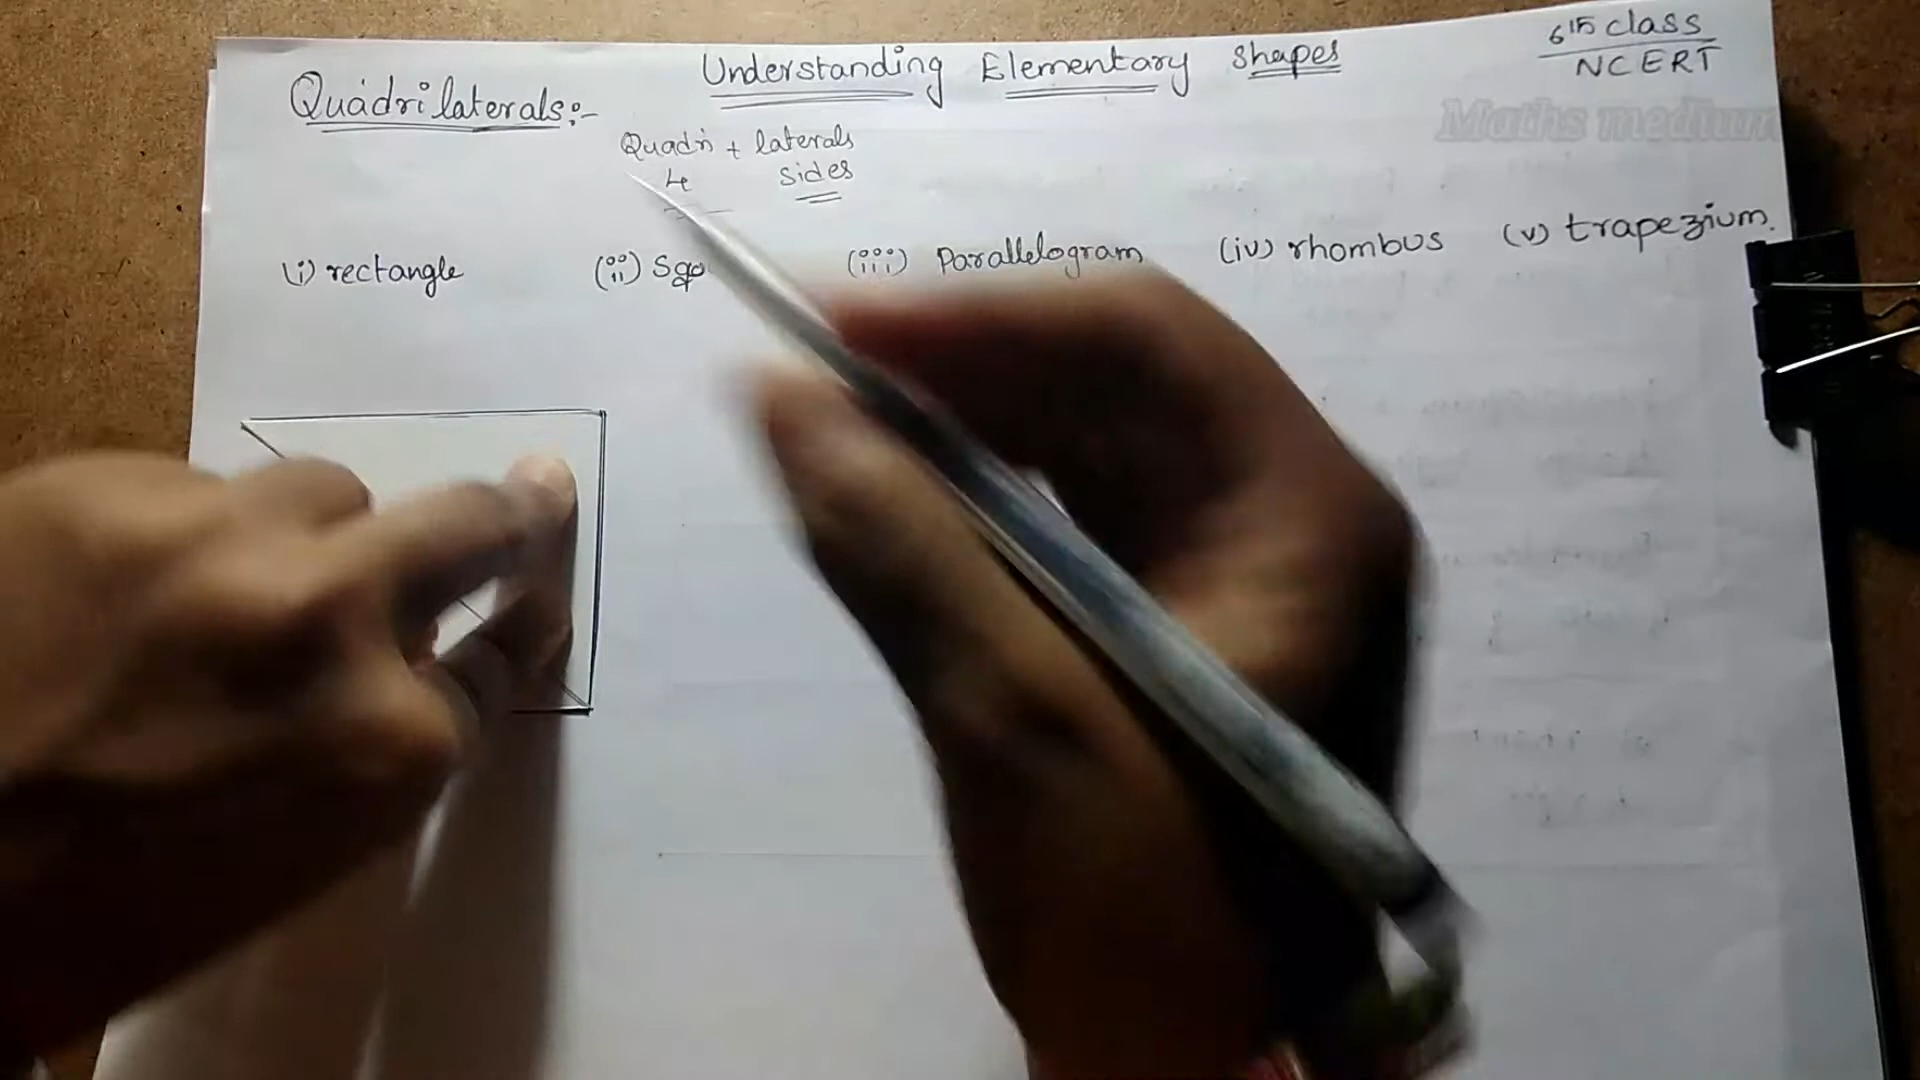 6th class
Understanding Elementary shapes
NCERT
Quadrilaterals:-
Maths medium
Quadri + laterals
4 sides
(i) rectangle (ii) (iii) Parallelogram (iv) rhombus (v) trapezium.